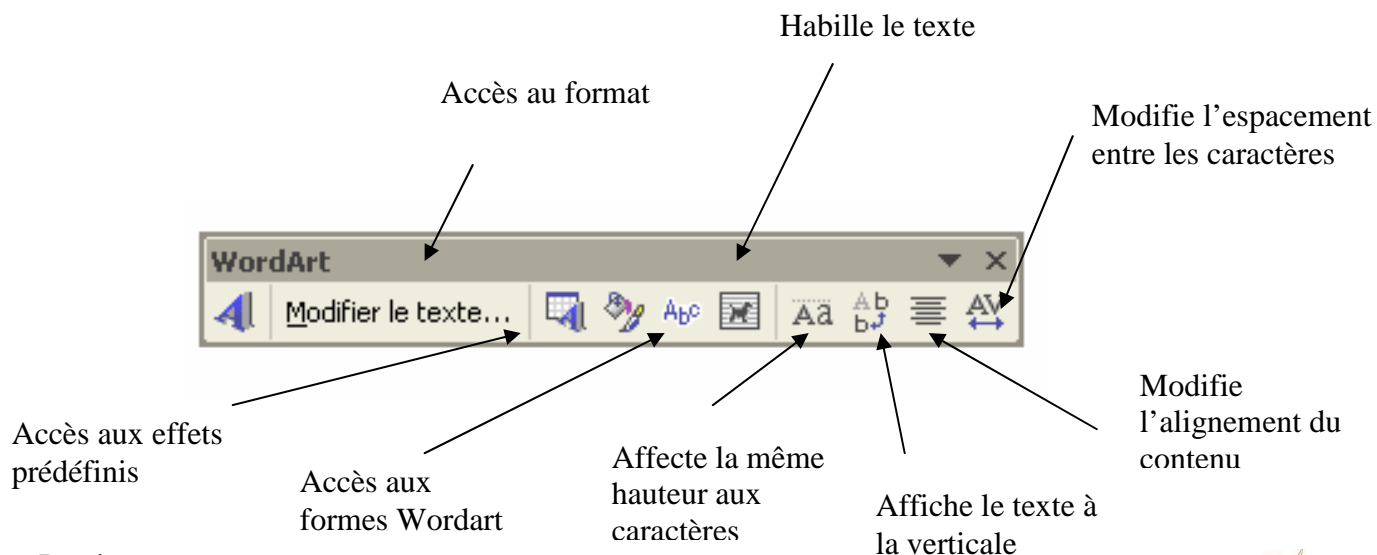 Habille le texte
Accès au format
Modifie l’espacement
entre les caractères
WordArt
Modifier le texte...
Abc
Aa
Ab
b
AV
Accès aux effets
prédéfinis
Accès aux
formes Wordart
Affecte la même
hauteur aux
caractères
Affiche le texte à
la verticale
Modifie
l’alignement du
contenu